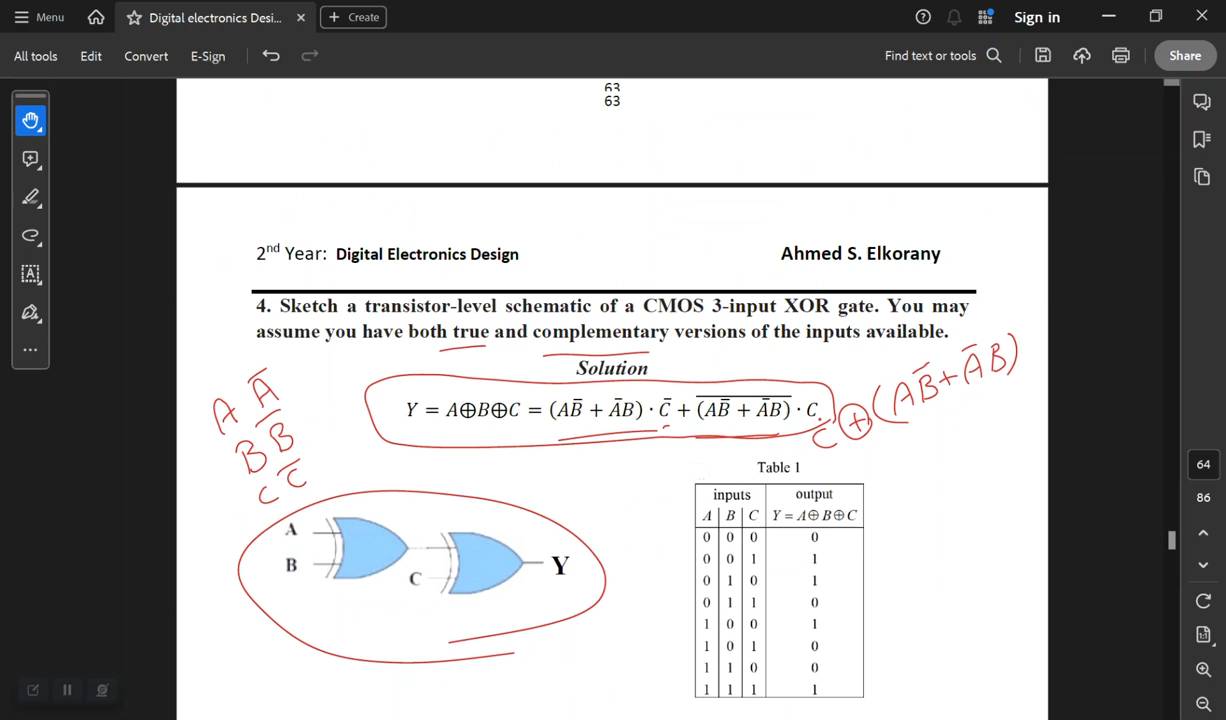 Menu
Digital electronics Desi...
Create
Sign in
All tools
Edit
Convert
E-Sign
Find text or tools
Share
63
63
2nd Year: Digital Electronics Design
Ahmed S. Elkorany
4. Sketch a transistor-level schematic of a CMOS 3-input XOR gate. You may
assume you have both true and complementary versions of the inputs available.
Solution
Y = A⊕B⊕C = (AB̅ + A̅B) · C̅ + \overline{(AB̅ + A̅B)} · C.
C ⊕ (AB̅ + A̅B)
A A̅
B B̅
C C̅
Table 1
inputs output
A B C Y = A⊕B⊕C
0 0 0 0
0 0 1 1
0 1 0 1
0 1 1 0
1 0 0 1
1 0 1 0
1 1 0 0
1 1 1 1
A
B
C
Y
64
86